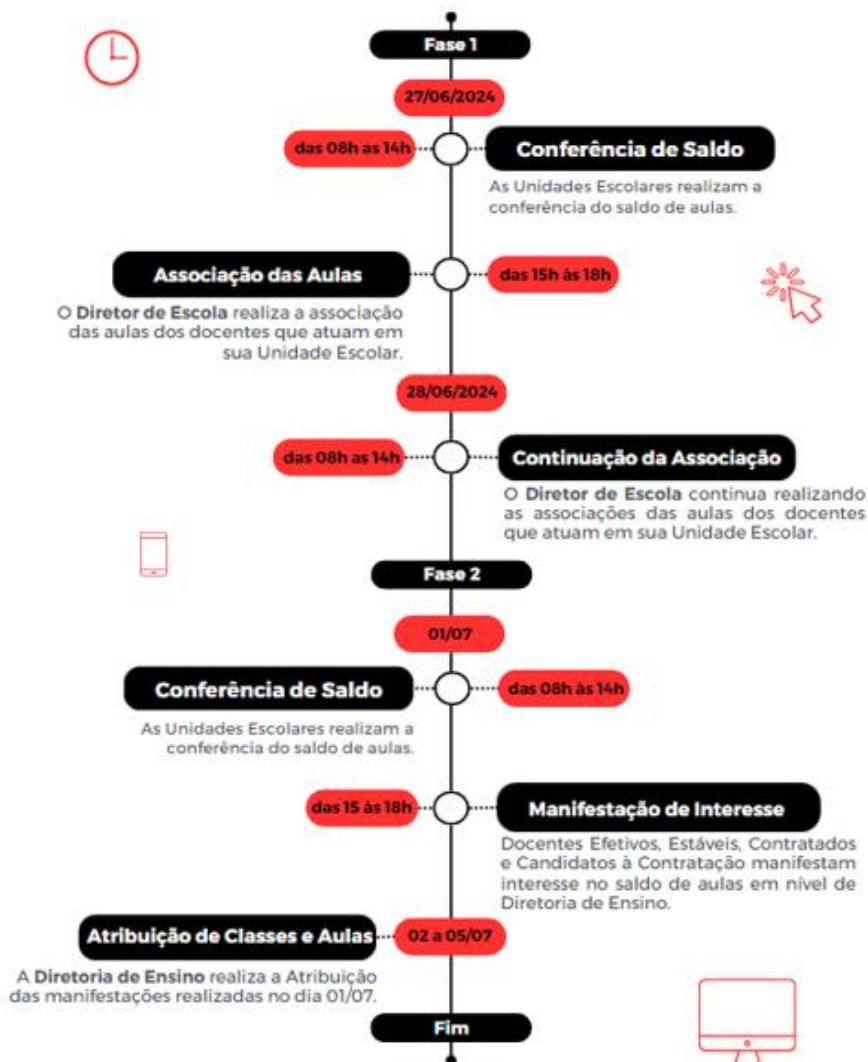 Fase 1
27/06/2024
das 08h as 14h
Conferência de Saldo
As Unidades Escolares realizam a
conferência do saldo de aulas.
Associação das Aulas
das 15h às 18h
O Diretor de Escola realiza a associação
das aulas dos docentes que atuam em
sua Unidade Escolar.
28/06/2024
das 08h as 14h
Continuação da Associação
O Diretor de Escola continua realizando
as associações das aulas dos docentes
que atuam em sua Unidade Escolar.
Fase 2
01/07
Conferência de Saldo
das 08h às 14h
As Unidades Escolares realizam a
conferência do saldo de aulas.
das 15 às 18h
Manifestação de Interesse
Docentes Efetivos, Estáveis, Contratados
e Candidatos à Contratação manifestam
interesse no saldo de aulas em nível de
Diretoria de Ensino.
Atribuição de Classes e Aulas
02 a 05/07
A Diretoria de Ensino realiza a Atribuição
das manifestações realizadas no dia 01/07.
Fim